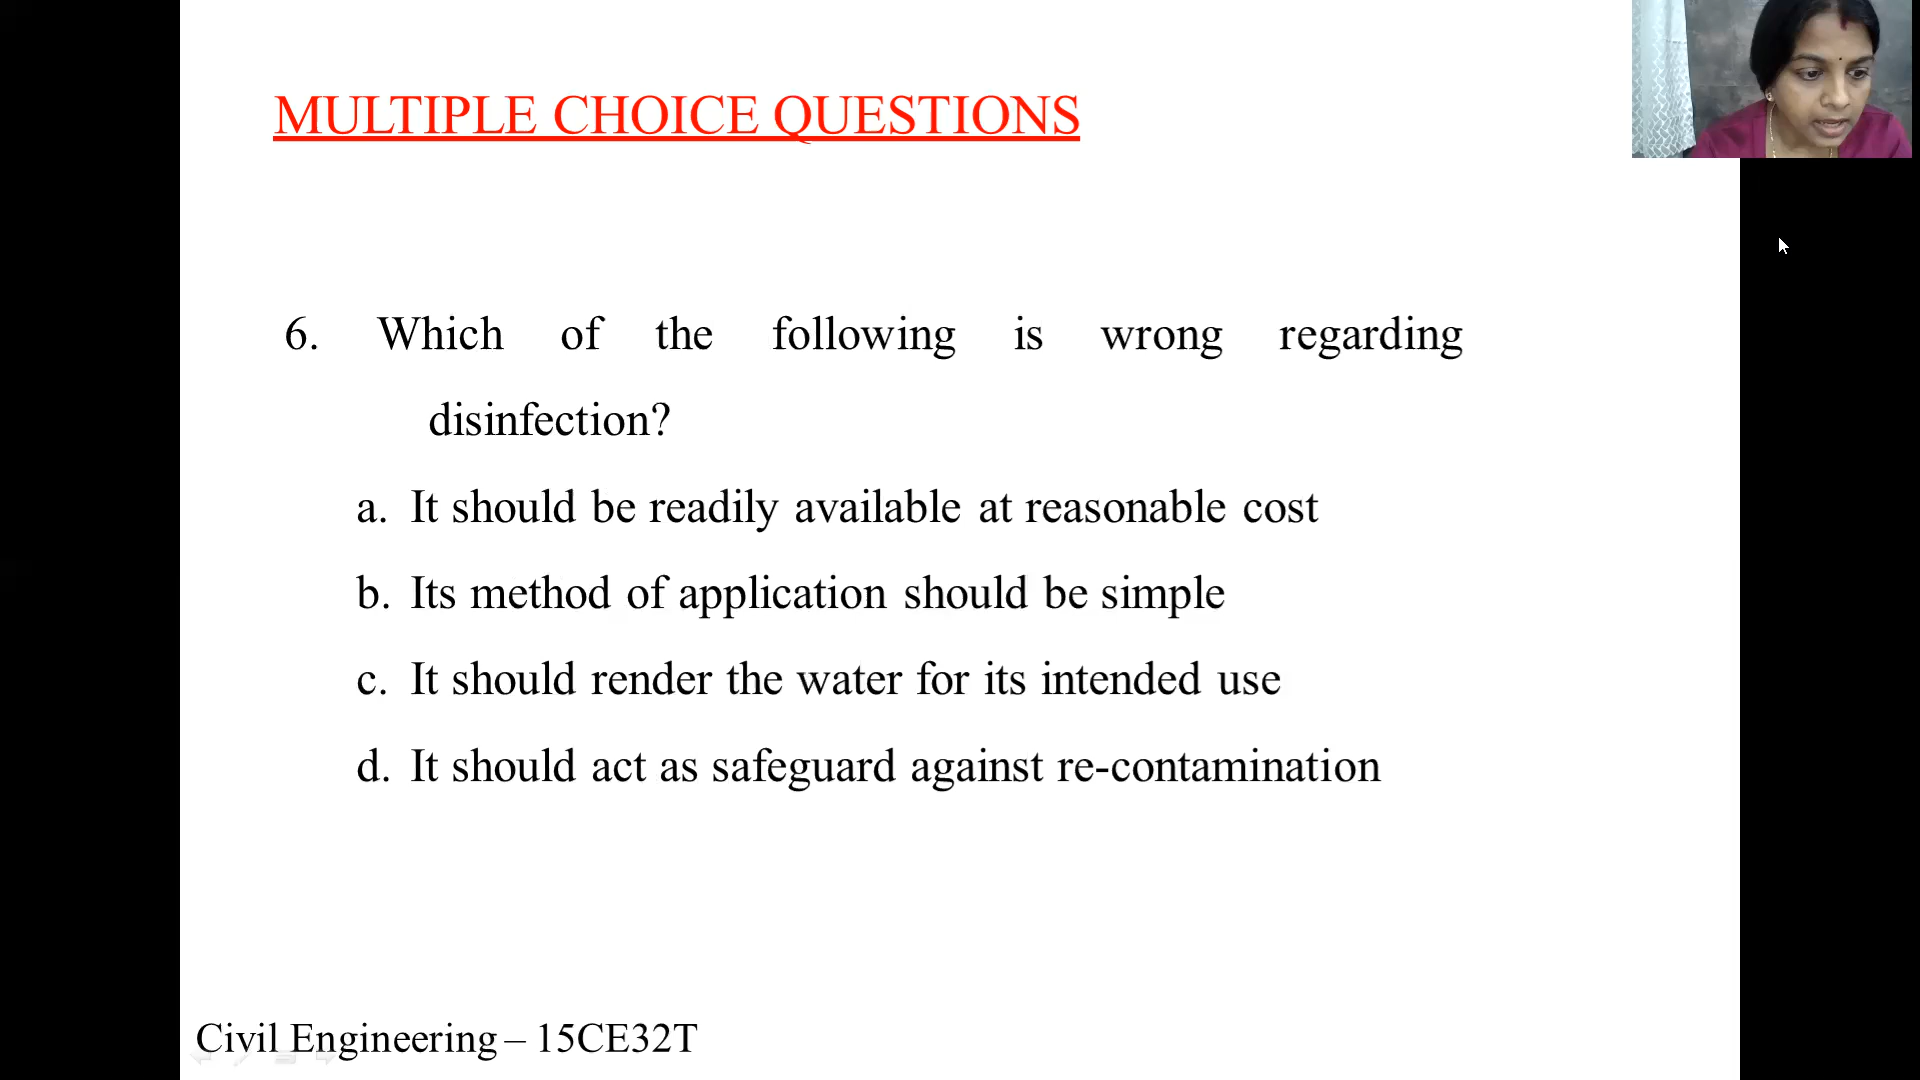 MULTIPLE CHOICE QUESTIONS
6. Which of the following is wrong regarding
disinfection?
a. It should be readily available at reasonable cost
b. Its method of application should be simple
c. It should render the water for its intended use
d. It should act as safeguard against re-contamination
Civil Engineering – 15CE32T